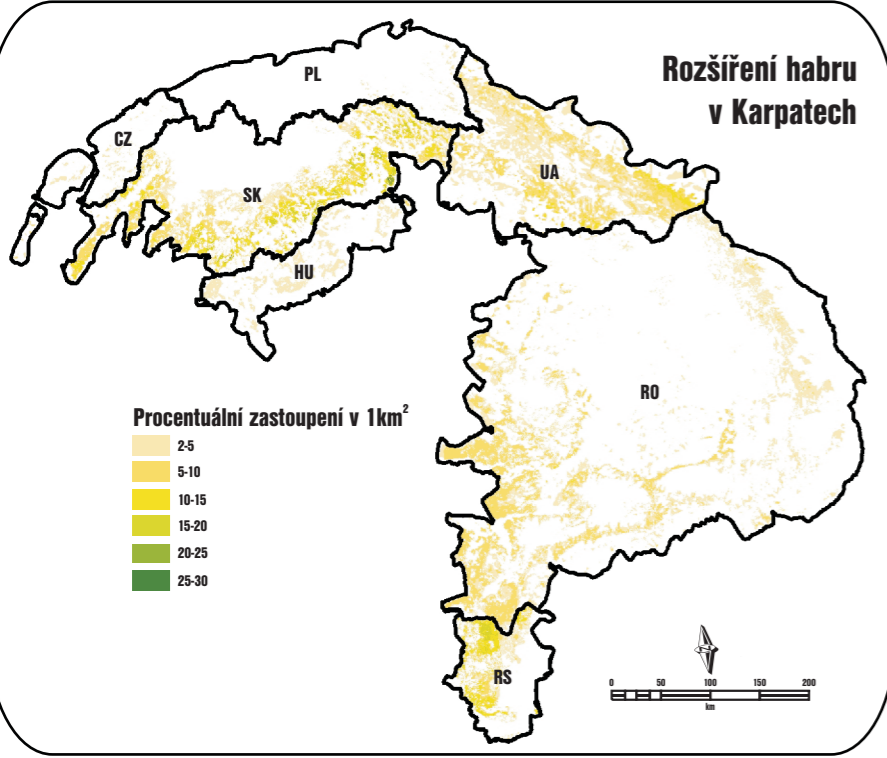 Rozšíření habru
v Karpatech
PL
CZ
SK
UA
HU
RO
RS
Procentuální zastoupení v 1km²
2-5
5-10
10-15
15-20
20-25
25-30
0 50 100 150 200
km